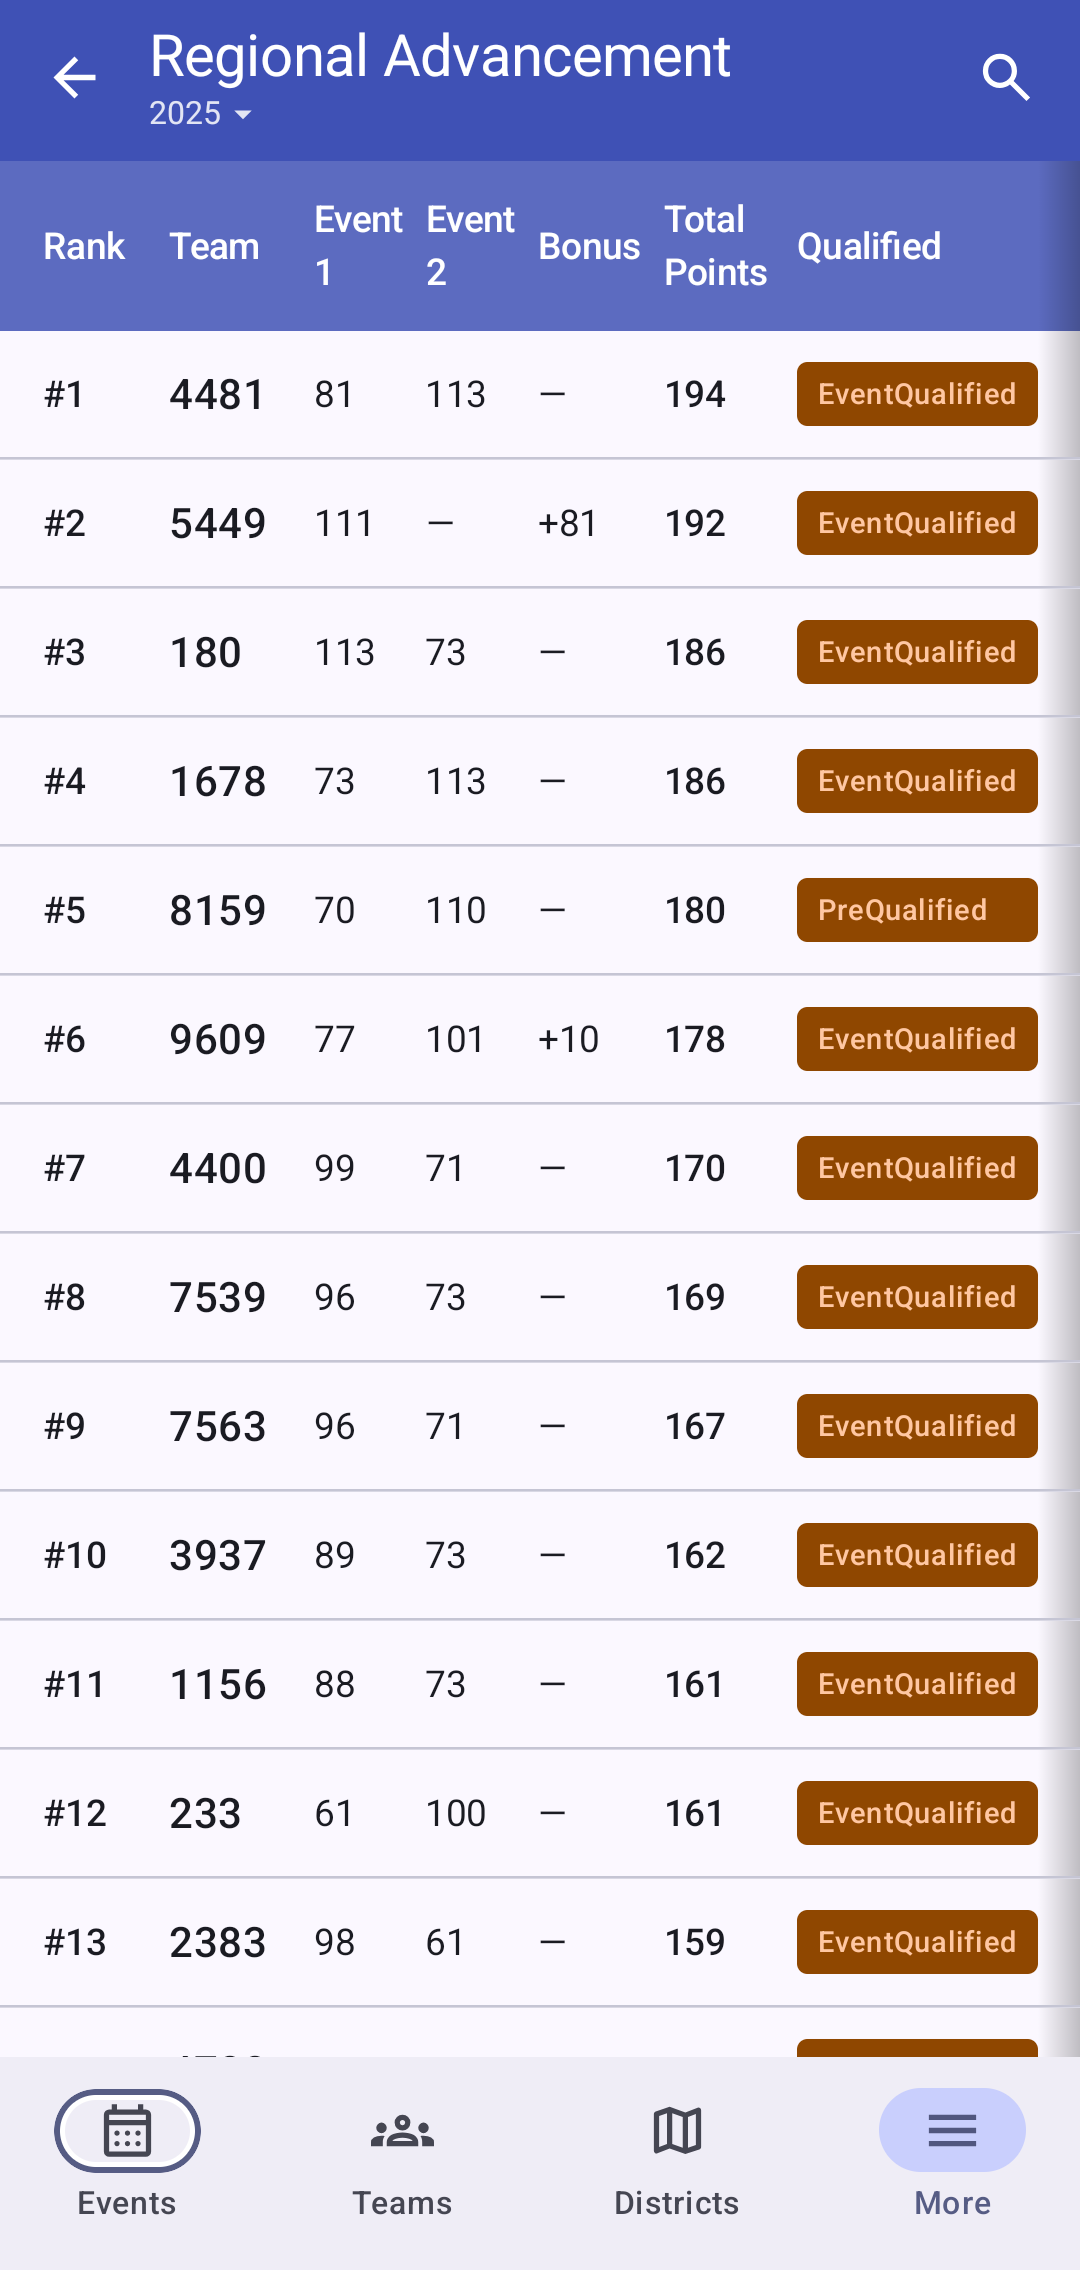 Regional Advancement
2025
Rank Team Event 1 Event 2 Bonus Total Points Qualified
#1 4481 81 113 — 194 EventQualified
#2 5449 111 — +81 192 EventQualified
#3 180 113 73 — 186 EventQualified
#4 1678 73 113 — 186 EventQualified
#5 8159 70 110 — 180 PreQualified
#6 9609 77 101 +10 178 EventQualified
#7 4400 99 71 — 170 EventQualified
#8 7539 96 73 — 169 EventQualified
#9 7563 96 71 — 167 EventQualified
#10 3937 89 73 — 162 EventQualified
#11 1156 88 73 — 161 EventQualified
#12 233 61 100 — 161 EventQualified
#13 2383 98 61 — 159 EventQualified
Events Teams Districts More